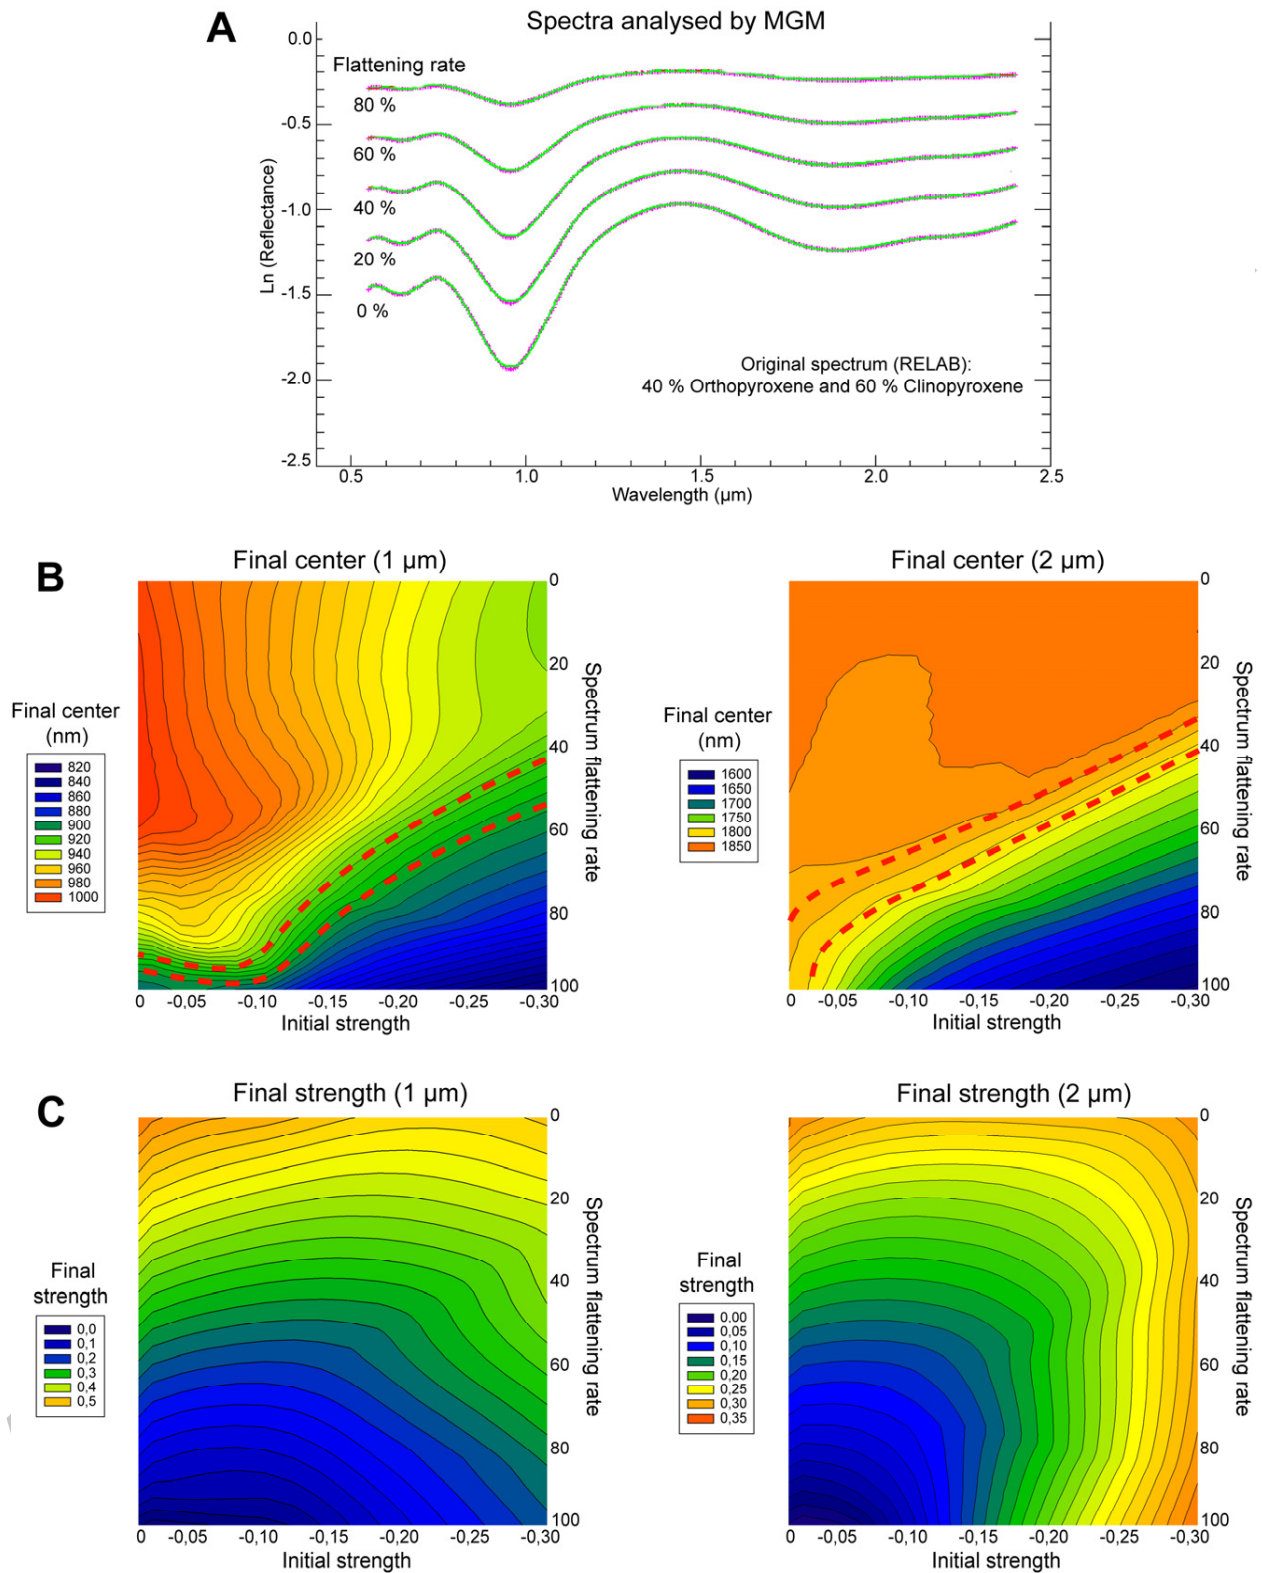 A
Spectra analysed by MGM
0.0
-0.5
-1.0
-1.5
-2.0
-2.5
Ln (Reflectance)
Flattening rate
80 %
60 %
40 %
20 %
0 %
Original spectrum (RELAB):
40 % Orthopyroxene and 60 % Clinopyroxene
0.5 1.0 1.5 2.0 2.5
Wavelength (µm)
B
Final center (1 µm)
Final center
(nm)
820
840
860
880
900
920
940
960
980
1000
0
20
40
60
80
100
Spectrum flattening rate
0 -0,05 -0,10 -0,15 -0,20 -0,25 -0,30
Initial strength
Final center (2 µm)
Final center
(nm)
1600
1650
1700
1750
1800
1850
0
20
40
60
80
100
Spectrum flattening rate
0 -0,05 -0,10 -0,15 -0,20 -0,25 -0,30
Initial strength
C
Final strength (1 µm)
Final
strength
0,0
0,1
0,2
0,3
0,4
0,5
0
20
40
60
80
100
Spectrum flattening rate
0 -0,05 -0,10 -0,15 -0,20 -0,25 -0,30
Initial strength
Final strength (2 µm)
Final
strength
0.00
0,05
0,10
0,15
0,20
0,25
0,30
0,35
0
20
40
60
80
100
Spectrum flattening rate
0 -0,05 -0,10 -0,15 -0,20 -0,25 -0,30
Initial strength